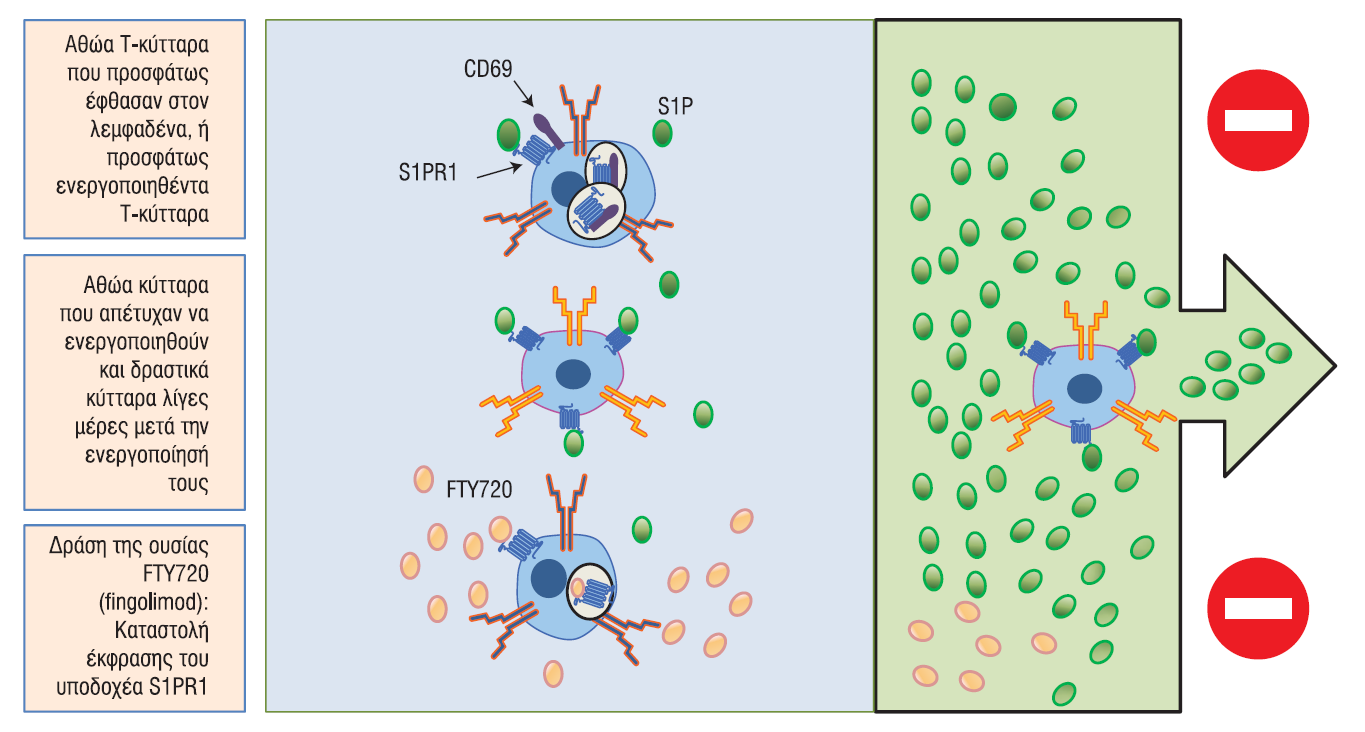 Αθώα Τ-κύτταρα
που προσφάτως
έφθασαν στον
λεμφαδένα, ή
προσφάτως
ενεργοποιηθέντα
Τ-κύτταρα
CD69
S1P
S1PR1
Αθώα κύτταρα
που απέτυχαν να
ενεργοποιηθούν
και δραστικά
κύτταρα λίγες
μέρες μετά την
ενεργοποίησή
τους
FTY720
Δράση της ουσίας
FTY720
(fingolimod):
Καταστολή
έκφρασης του
υποδοχέα S1PR1